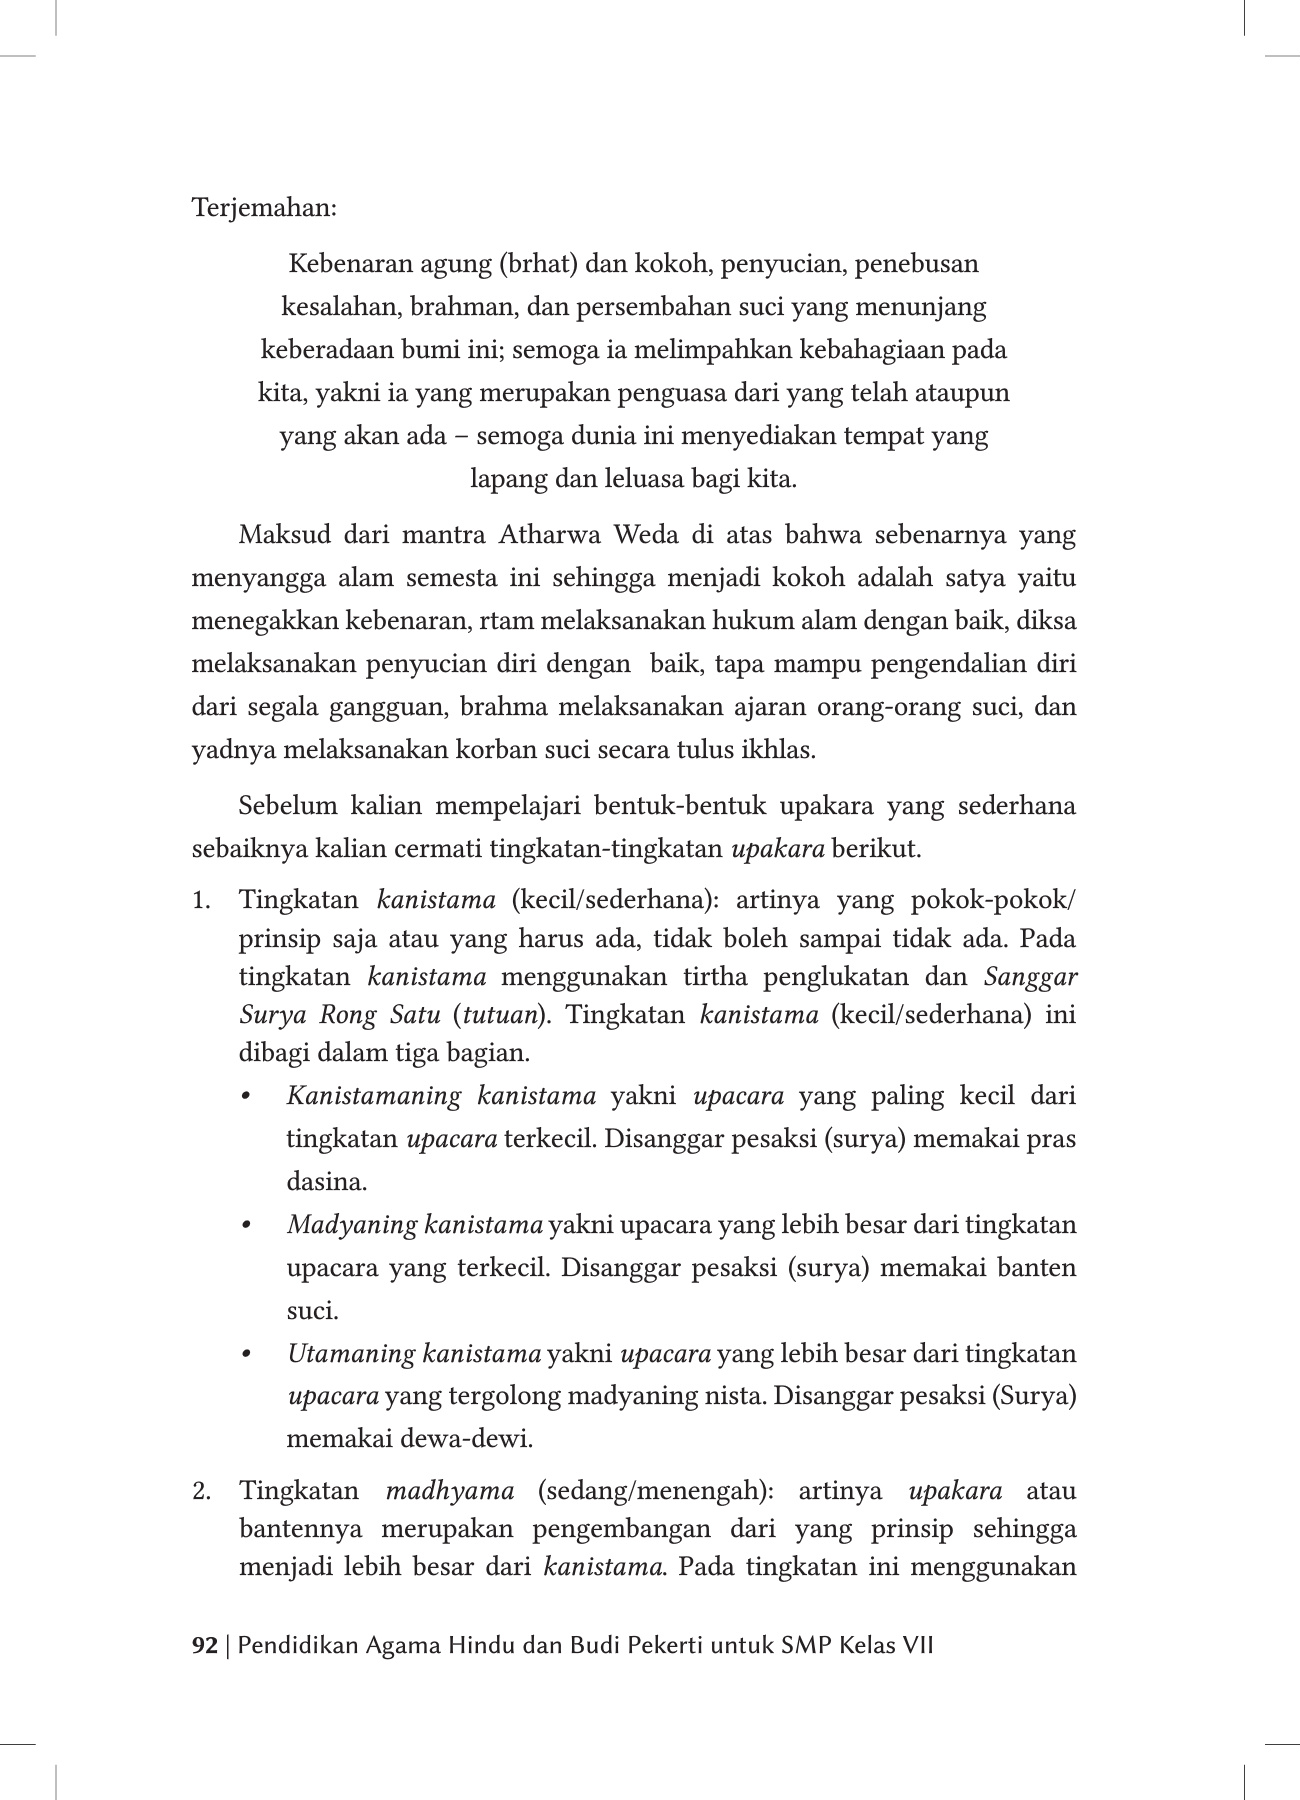 Terjemahan:
Kebenaran agung (brhat) dan kokoh, penyucian, penebusan
kesalahan, brahman, dan persembahan suci yang menunjang
keberadaan bumi ini; semoga ia melimpahkan kebahagiaan pada
kita, yakni ia yang merupakan penguasa dari yang telah ataupun
yang akan ada – semoga dunia ini menyediakan tempat yang
lapang dan leluasa bagi kita.
Maksud dari mantra Atharwa Weda di atas bahwa sebenarnya yang
menyangga alam semesta ini sehingga menjadi kokoh adalah satya yaitu
menegakkan kebenaran, rtam melaksanakan hukum alam dengan baik, diksa
melaksanakan penyucian diri dengan  baik, tapa mampu pengendalian diri
dari segala gangguan, brahma melaksanakan ajaran orang-orang suci, dan
yadnya melaksanakan korban suci secara tulus ikhlas.
Sebelum kalian mempelajari bentuk-bentuk upakara yang sederhana
sebaiknya kalian cermati tingkatan-tingkatan upakara berikut.
1. Tingkatan kanistama (kecil/sederhana): artinya yang pokok-pokok/
prinsip saja atau yang harus ada, tidak boleh sampai tidak ada. Pada
tingkatan kanistama menggunakan tirtha penglukatan dan Sanggar
Surya Rong Satu (tutuan). Tingkatan kanistama (kecil/sederhana) ini
dibagi dalam tiga bagian.
• Kanistamaning kanistama yakni upacara yang paling kecil dari
tingkatan upacara terkecil. Disanggar pesaksi (surya) memakai pras
dasina.
• Madyaning kanistama yakni upacara yang lebih besar dari tingkatan
upacara yang terkecil. Disanggar pesaksi (surya) memakai banten
suci.
• Utamaning kanistama yakni upacara yang lebih besar dari tingkatan
upacara yang tergolong madyaning nista. Disanggar pesaksi (Surya)
memakai dewa-dewi.
2. Tingkatan madhyama (sedang/menengah): artinya upakara atau
bantennya merupakan pengembangan dari yang prinsip sehingga
menjadi lebih besar dari kanistama. Pada tingkatan ini menggunakan
92 | Pendidikan Agama Hindu dan Budi Pekerti untuk SMP Kelas VII